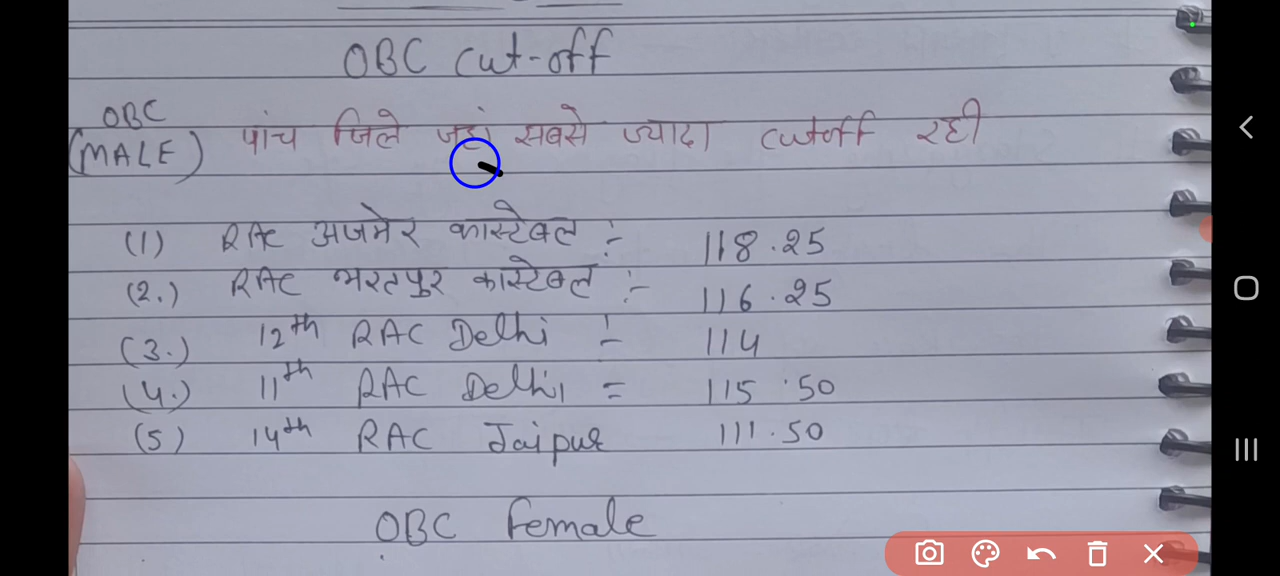 OBC Cut-off
OBC
(MALE) पांच जिले जहां सबसे ज्यादा cutoff रही
(1) RAC अजमेर कास्टेबल :- 118.25
(2.) RAC भरतपुर कास्टेबल :- 116.25
(3.) 12th RAC Delhi :- 114
(4.) 11th RAC Delhi = 115.50
(5) 14th RAC Jaipur 111.50
OBC Female